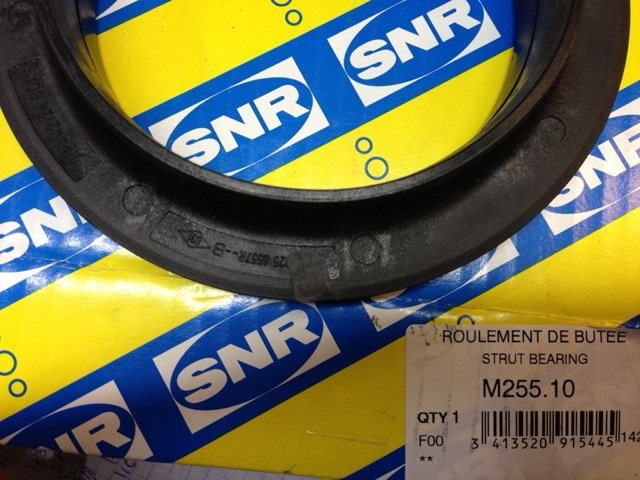 SNR
SNR
SNR
SNR
SNR
SNR
ROULEMENT DE BUTEE
STRUT BEARING
M255.10
QTY 1
F00
3 413520 915445 142
**